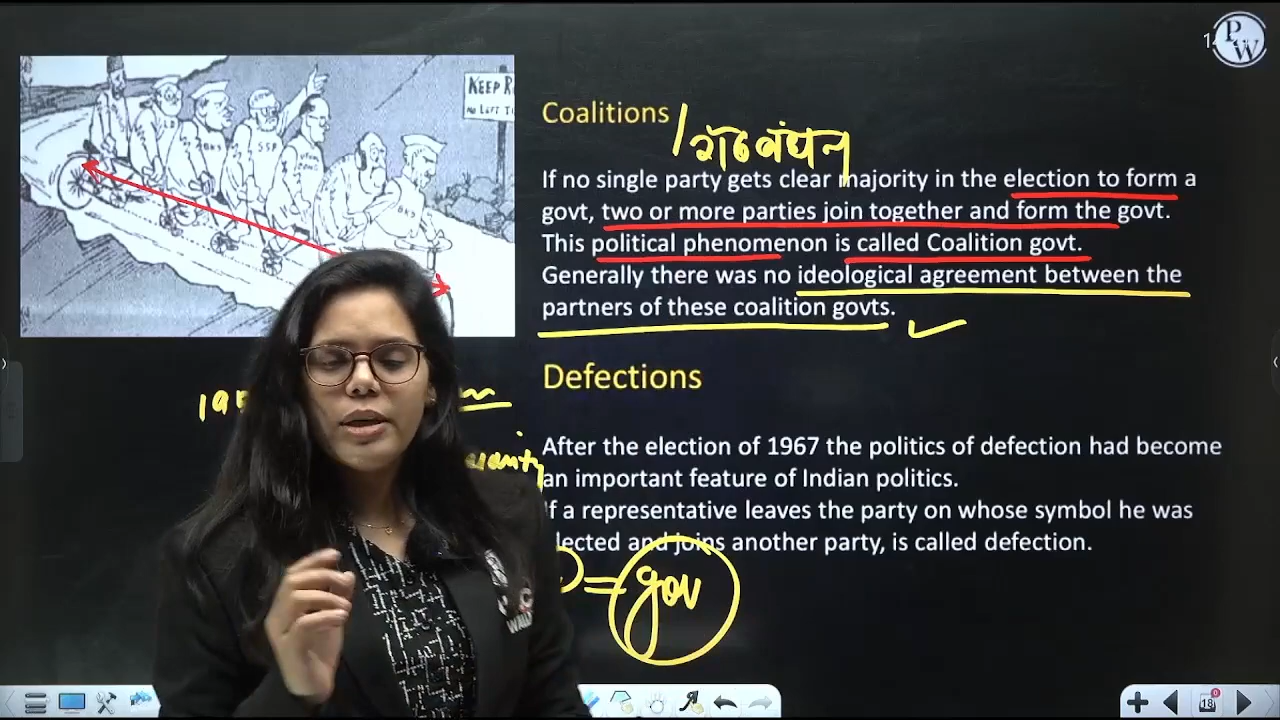 P
W
KEEP
SSP
BKD
Coalitions / गठबंधन
If no single party gets clear majority in the election to form a
govt, two or more parties join together and form the govt.
This political phenomenon is called Coalition govt.
Generally there was no ideological agreement between the
partners of these coalition govts.
Defections
After the election of 1967 the politics of defection had become
an important feature of Indian politics.
If a representative leaves the party on whose symbol he was
elected and joins another party, is called defection.
= gov
18